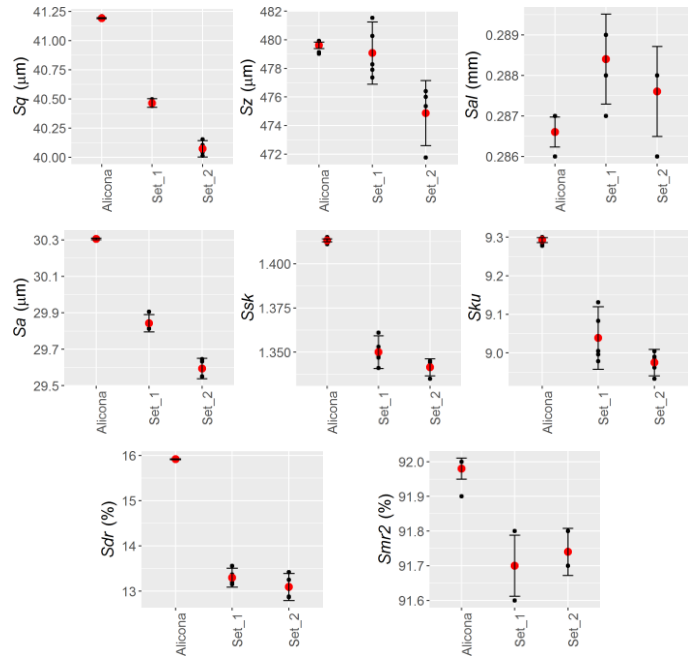 Sq (μm)
41.25
41.00
40.75
40.50
40.25
40.00
Alicona
Set_1
Set_2
Sz (μm)
480
478
476
474
472
Alicona
Set_1
Set_2
Sal (mm)
0.289
0.288
0.287
0.286
Alicona
Set_1
Set_2
Sa (μm)
30.3
30.1
29.9
29.7
29.5
Alicona
Set_1
Set_2
Ssk
1.400
1.375
1.350
Alicona
Set_1
Set_2
Sku
9.3
9.2
9.1
9.0
Alicona
Set_1
Set_2
Sdr (%)
16
15
14
13
Alicona
Set_1
Set_2
Smr2 (%)
92.0
91.9
91.8
91.7
91.6
Alicona
Set_1
Set_2